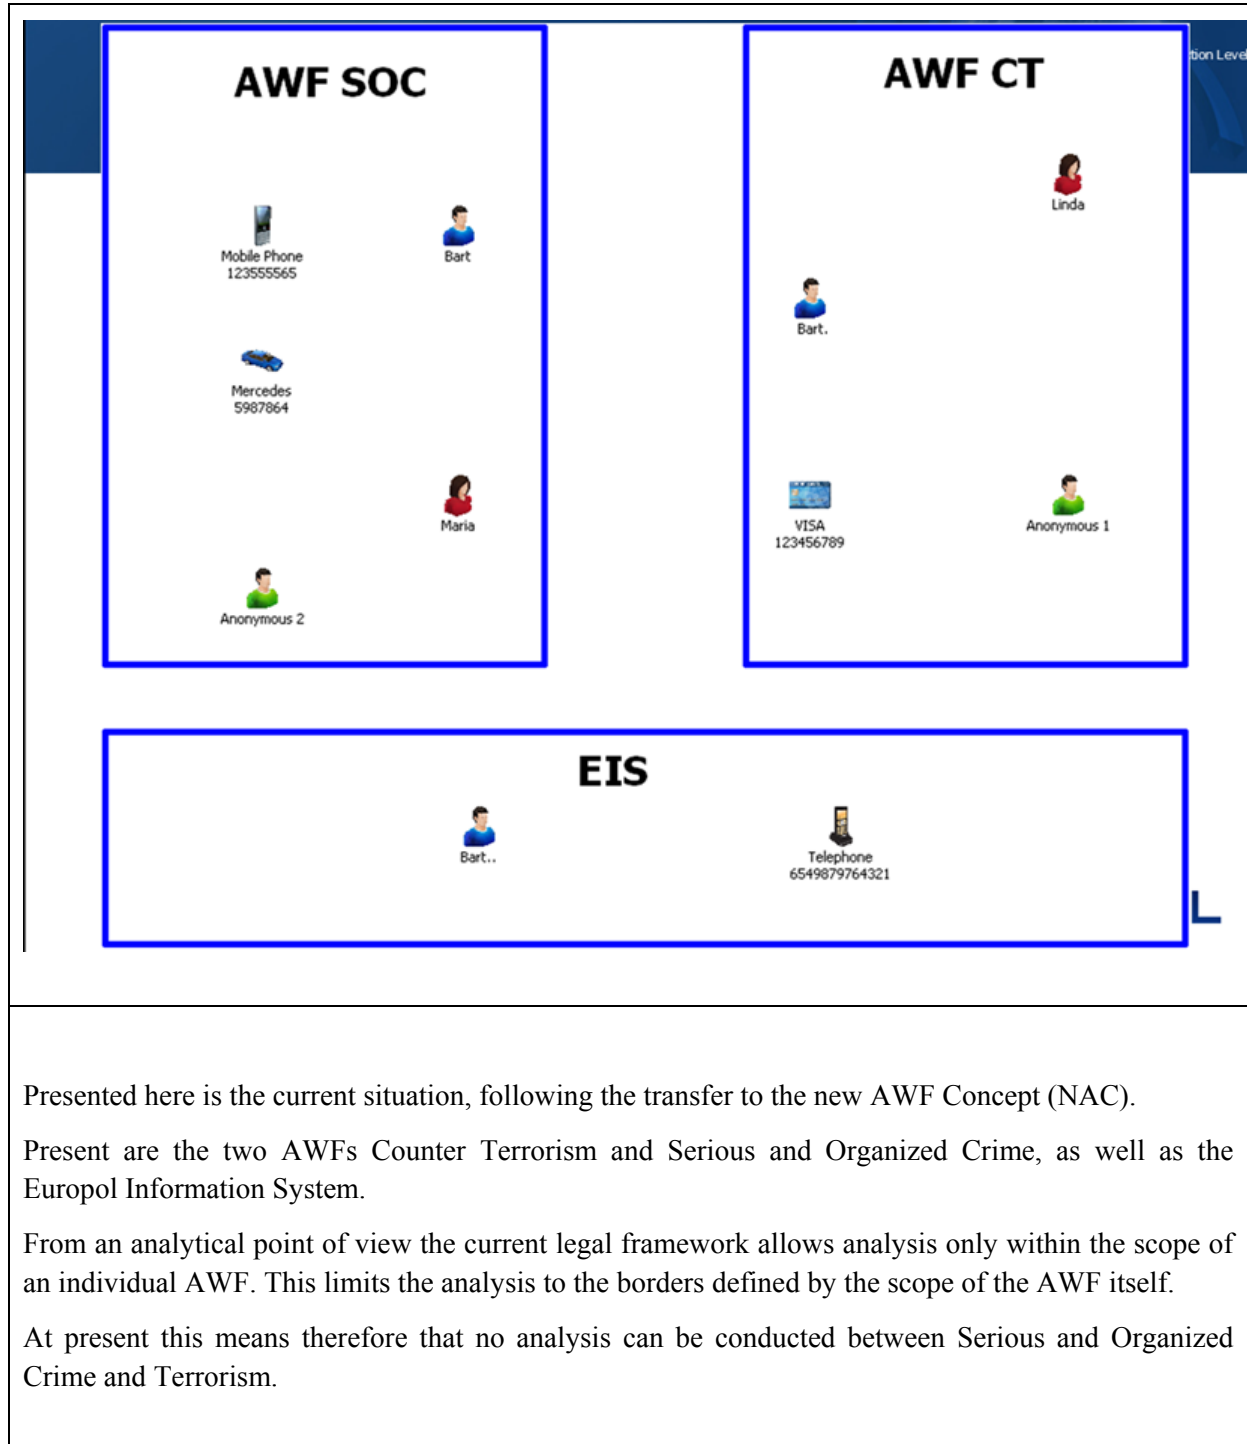 AWF SOC
AWF CT
tion Level
Linda
Mobile Phone
123555565
Bart
Bart.
Mercedes
5987864
Maria
VISA
123456789
Anonymous 1
Anonymous 2
EIS
Bart..
Telephone
6549879764321
L
Presented here is the current situation, following the transfer to the new AWF Concept (NAC).
Present are the two AWFs Counter Terrorism and Serious and Organized Crime, as well as the
Europol Information System.
From an analytical point of view the current legal framework allows analysis only within the scope of
an individual AWF. This limits the analysis to the borders defined by the scope of the AWF itself.
At present this means therefore that no analysis can be conducted between Serious and Organized
Crime and Terrorism.